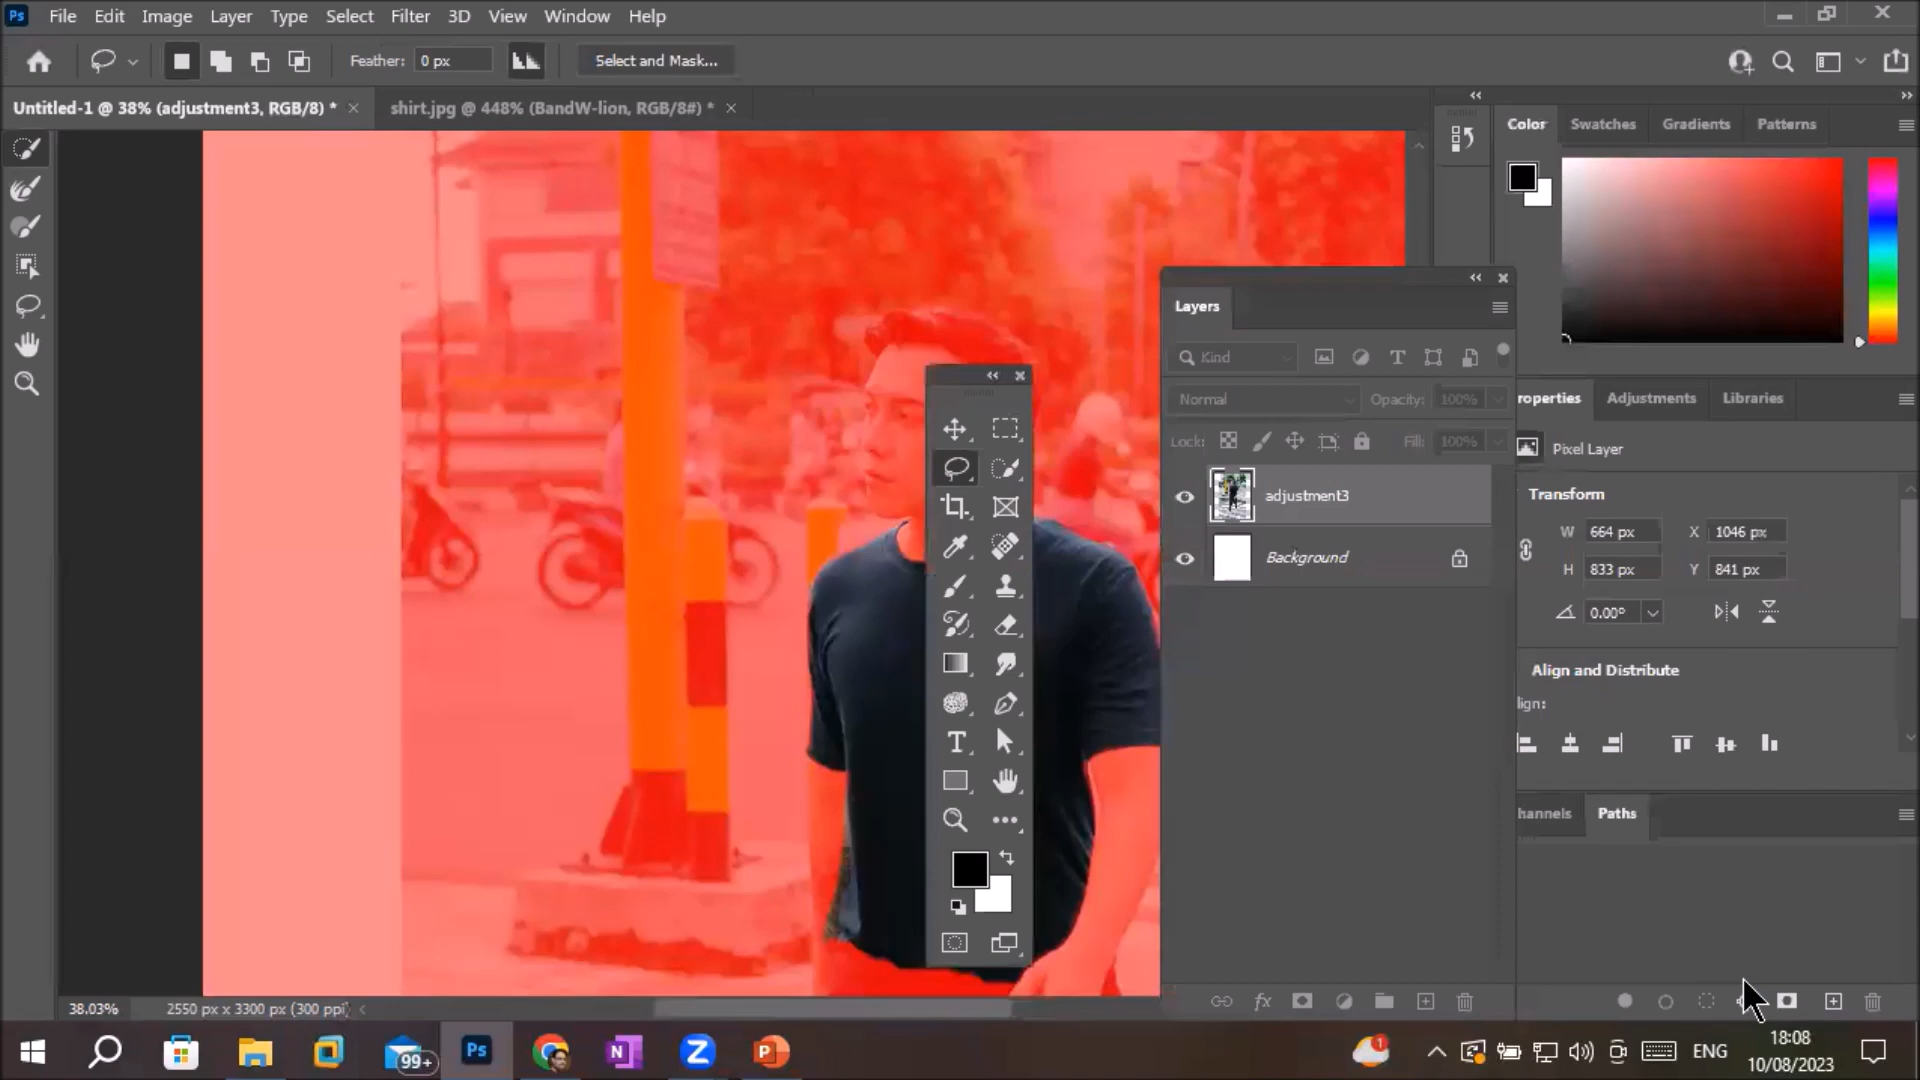 Ps File Edit Image Layer Type Select Filter 3D View Window Help
Feather: 0 px Select and Mask...
Untitled-1 @ 38% (adjustment3, RGB/8) * shirt.jpg @ 448% (BandW-lion, RGB/8#) *
Color Swatches Gradients Patterns
Layers
Kind
Normal Opacity: 100%
Lock: Fill: 100%
adjustment3
Background
roperties Adjustments Libraries
Pixel Layer
Transform
W 664 px X 1046 px
H 833 px Y 841 px
0.00°
Align and Distribute
lign:
hannels Paths
38.03% 2550 px x 3300 px (300 ppi)
99+ Ps N Z P 1 ENG 18:08
10/08/2023